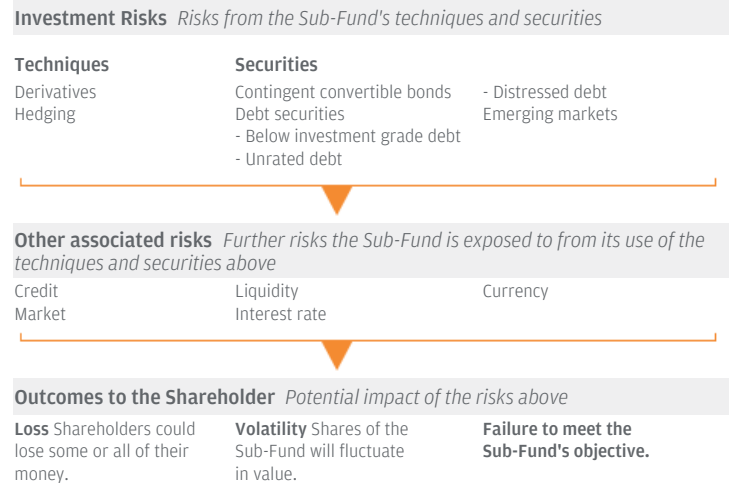 Investment Risks Risks from the Sub-Fund's techniques and securities
Techniques
Derivatives
Hedging
Securities
Contingent convertible bonds
Debt securities
- Below investment grade debt
- Unrated debt
- Distressed debt
Emerging markets
Other associated risks Further risks the Sub-Fund is exposed to from its use of the
techniques and securities above
Credit
Market
Liquidity
Interest rate
Currency
Outcomes to the Shareholder Potential impact of the risks above
Loss Shareholders could
lose some or all of their
money.
Volatility Shares of the
Sub-Fund will fluctuate
in value.
Failure to meet the
Sub-Fund's objective.